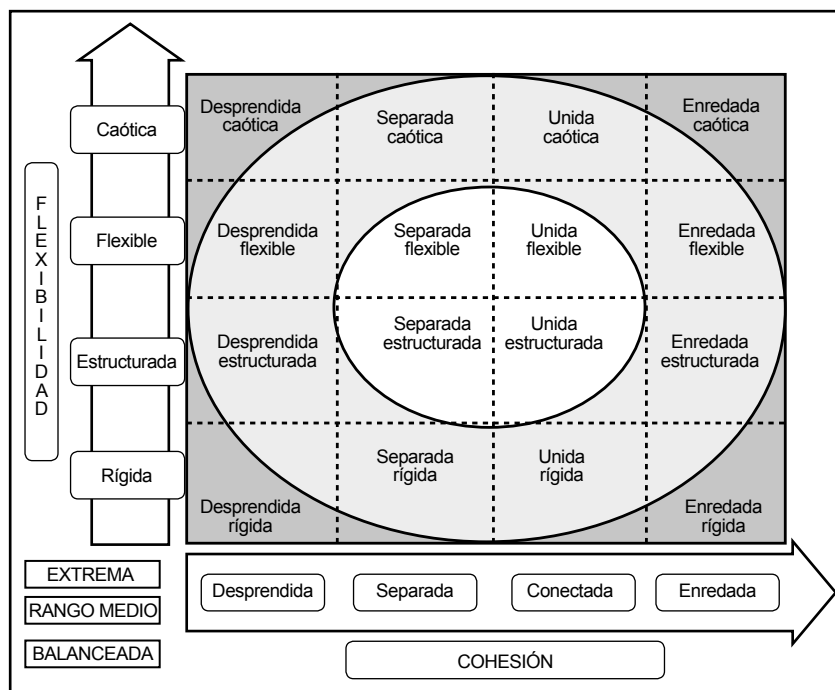 Caótica
Desprendida
caótica
Separada
caótica
Unida
caótica
Enredada
caótica
FLEXIBILIDAD
Flexible
Desprendida
flexible
Separada
flexible
Unida
flexible
Enredada
flexible
Estructurada
Desprendida
estructurada
Separada
estructurada
Unida
estructurada
Enredada
estructurada
Rígida
Desprendida
rígida
Separada
rígida
Unida
rígida
Enredada
rígida
EXTREMA
RANGO MEDIO
BALANCEADA
Desprendida
Separada
Conectada
Enredada
COHESIÓN